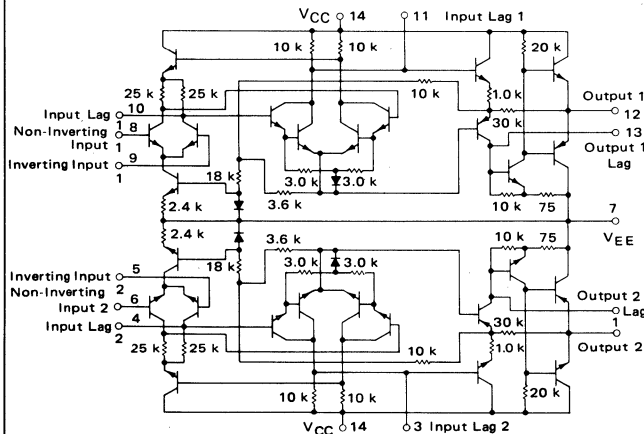 VCC 14 11 Input Lag 1
10 k 10 k 20 k
25 k 25 k
10 k 1.0 k
Input Lag 10 1
Output 1
12
30 k
Non-Inverting 8
Input 1
13
Output 1
Lag
Inverting Input 9 1
18 k 3.0 k 3.0 k
10 k 75
3.6 k
2.4 k
7
VEE
2.4 k
3.6 k
10 k 75
3.0 k 3.0 k
18 k
Inverting Input 5
2
Non-Inverting
Input 2 6
Output 2
Lag
30 k
1
Input Lag 4
2
1.0 k
Output 2
25 k 25 k
10 k
10 k 10 k 20 k
VCC 14 3 Input Lag 2